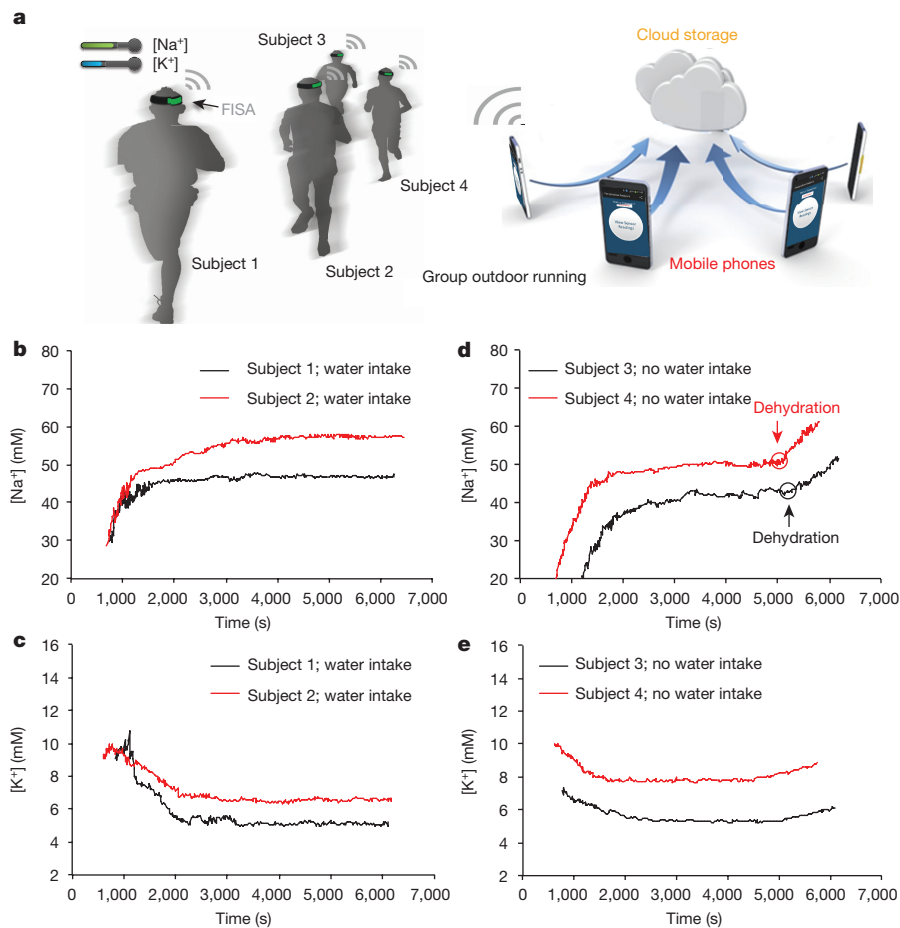 a
[Na⁺]
[K⁺]
FISA
Subject 3
Subject 1
Subject 2
Subject 4
Group outdoor running
Cloud storage
Mobile phones
b
[Na⁺] (mM)
80
70
60
50
40
30
20
Subject 1; water intake
Subject 2; water intake
0 1,000 2,000 3,000 4,000 5,000 6,000 7,000
Time (s)
d
[Na⁺] (mM)
80
70
60
50
40
30
20
Subject 3; no water intake
Subject 4; no water intake
Dehydration
Dehydration
0 1,000 2,000 3,000 4,000 5,000 6,000 7,000
Time (s)
c
[K⁺] (mM)
16
14
12
10
8
6
4
2
Subject 1; water intake
Subject 2; water intake
0 1,000 2,000 3,000 4,000 5,000 6,000 7,000
Time (s)
e
[K⁺] (mM)
16
14
12
10
8
6
4
2
Subject 3; no water intake
Subject 4; no water intake
0 1,000 2,000 3,000 4,000 5,000 6,000 7,000
Time (s)